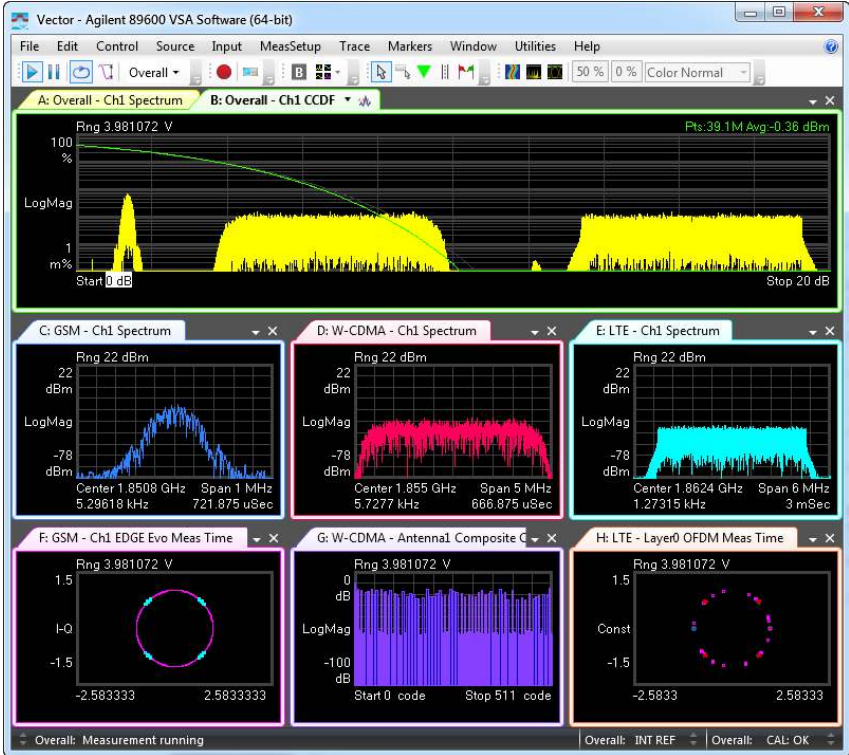 Vector - Agilent 89600 VSA Software (64-bit)
File Edit Control Source Input MeasSetup Trace Markers Window Utilities Help
Overall B 50 % 0 % Color Normal
A: Overall - Ch1 Spectrum B: Overall - Ch1 CCDF
Rng 3.981072 V Pts:39.1M Avg:-0.36 dBm
100
%
LogMag
1
m%
Start 0 dB Stop 20 dB
C: GSM - Ch1 Spectrum
Rng 22 dBm
22
dBm
LogMag
-78
dBm
Center 1.8508 GHz Span 1 MHz
5.29618 kHz 721.875 uSec
D: W-CDMA - Ch1 Spectrum
Rng 22 dBm
22
dBm
LogMag
-78
dBm
Center 1.855 GHz Span 5 MHz
5.7277 kHz 666.875 uSec
E: LTE - Ch1 Spectrum
Rng 22 dBm
22
dBm
LogMag
-78
dBm
Center 1.8624 GHz Span 6 MHz
1.27315 kHz 3 mSec
F: GSM - Ch1 EDGE Evo Meas Time
Rng 3.981072 V
1.5
I-Q
-1.5
-2.583333 2.5833333
G: W-CDMA - Antenna1 Composite C
Rng 3.981072 V
0
dB
LogMag
-100
dB
Start 0 code Stop 511 code
H: LTE - Layer0 OFDM Meas Time
Rng 3.981072 V
1.5
Const
-1.5
-2.5833 2.58333
Overall: Measurement running Overall: INT REF Overall: CAL: OK